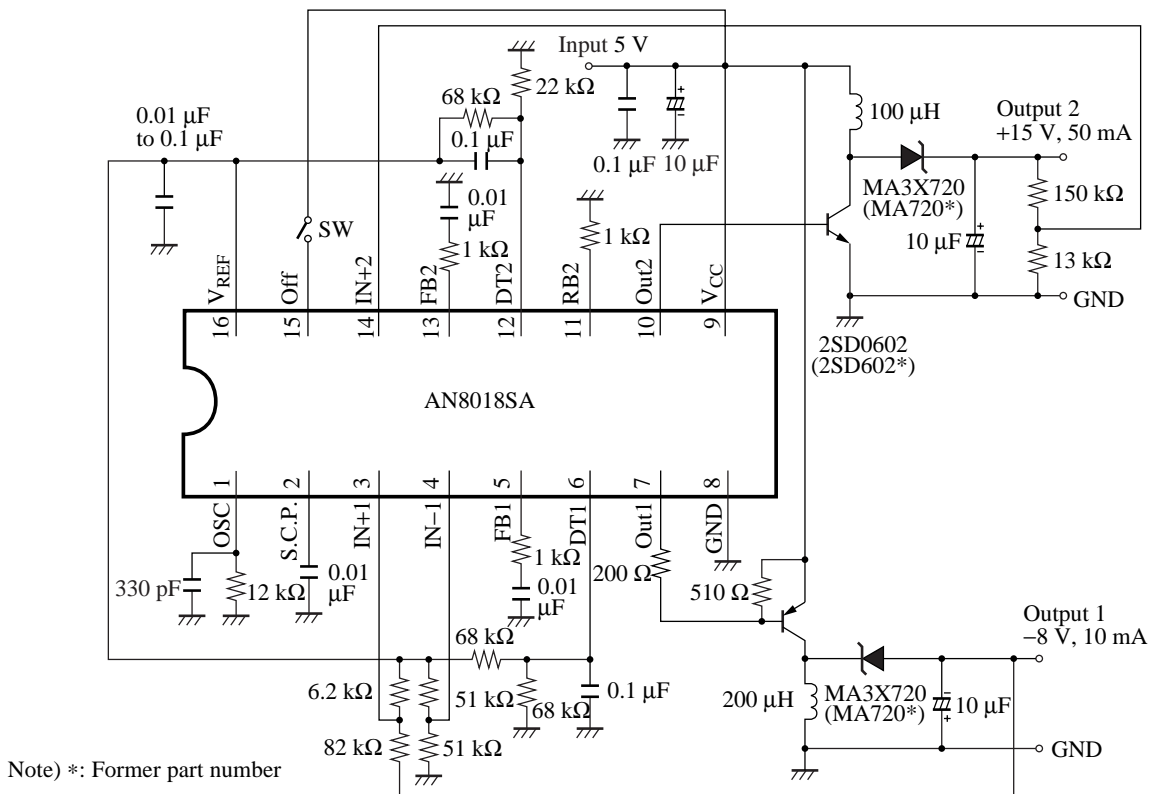 Input 5 V
22 kΩ
68 kΩ
0.1 µF
0.01 µF
to 0.1 µF
0.1 µF
10 µF
100 µH
Output 2
+15 V, 50 mA
MA3X720
(MA720*)
150 kΩ
10 µF
13 kΩ
GND
0.01
µF
1 kΩ
1 kΩ
SW
2SD0602
(2SD602*)
VREF
Off
IN+2
FB2
DT2
RB2
Out2
VCC
16
15
14
13
12
11
10
9
AN8018SA
1
2
3
4
5
6
7
8
OSC
S.C.P.
IN+1
IN−1
FB1
DT1
Out1
GND
330 pF
12 kΩ
0.01
µF
1 kΩ
0.01
µF
200 Ω
510 Ω
68 kΩ
6.2 kΩ
51 kΩ
68 kΩ
0.1 µF
82 kΩ
51 kΩ
200 µH
MA3X720
(MA720*)
10 µF
Output 1
−8 V, 10 mA
GND
Note) *: Former part number